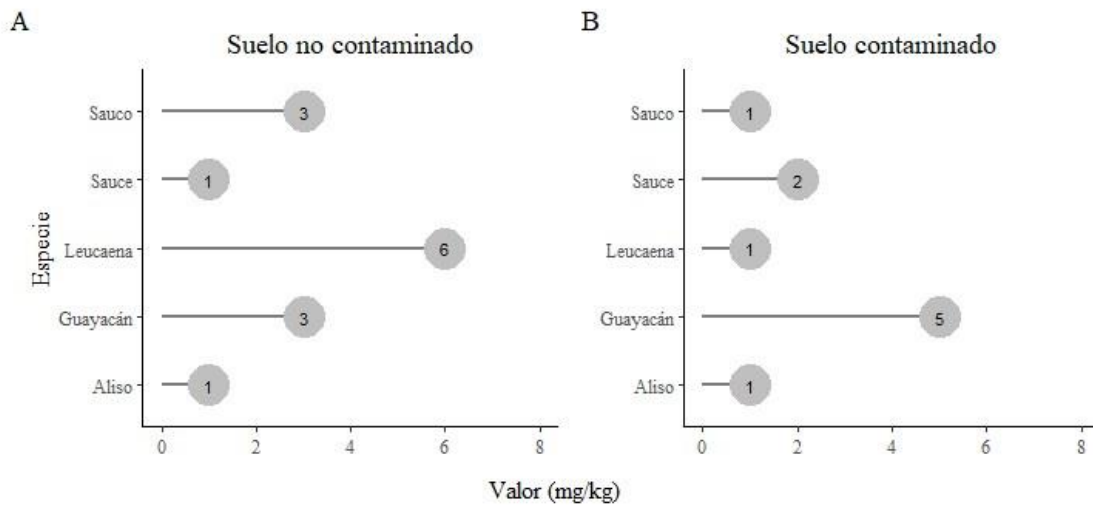 A
Suelo no contaminado
Especie
Sauco
3
Sauce
1
Leucaena
6
Guayacán
3
Aliso
1
0 2 4 6 8
B
Suelo contaminado
Sauco
1
Sauce
2
Leucaena
1
Guayacán
5
Aliso
1
0 2 4 6 8
Valor (mg/kg)